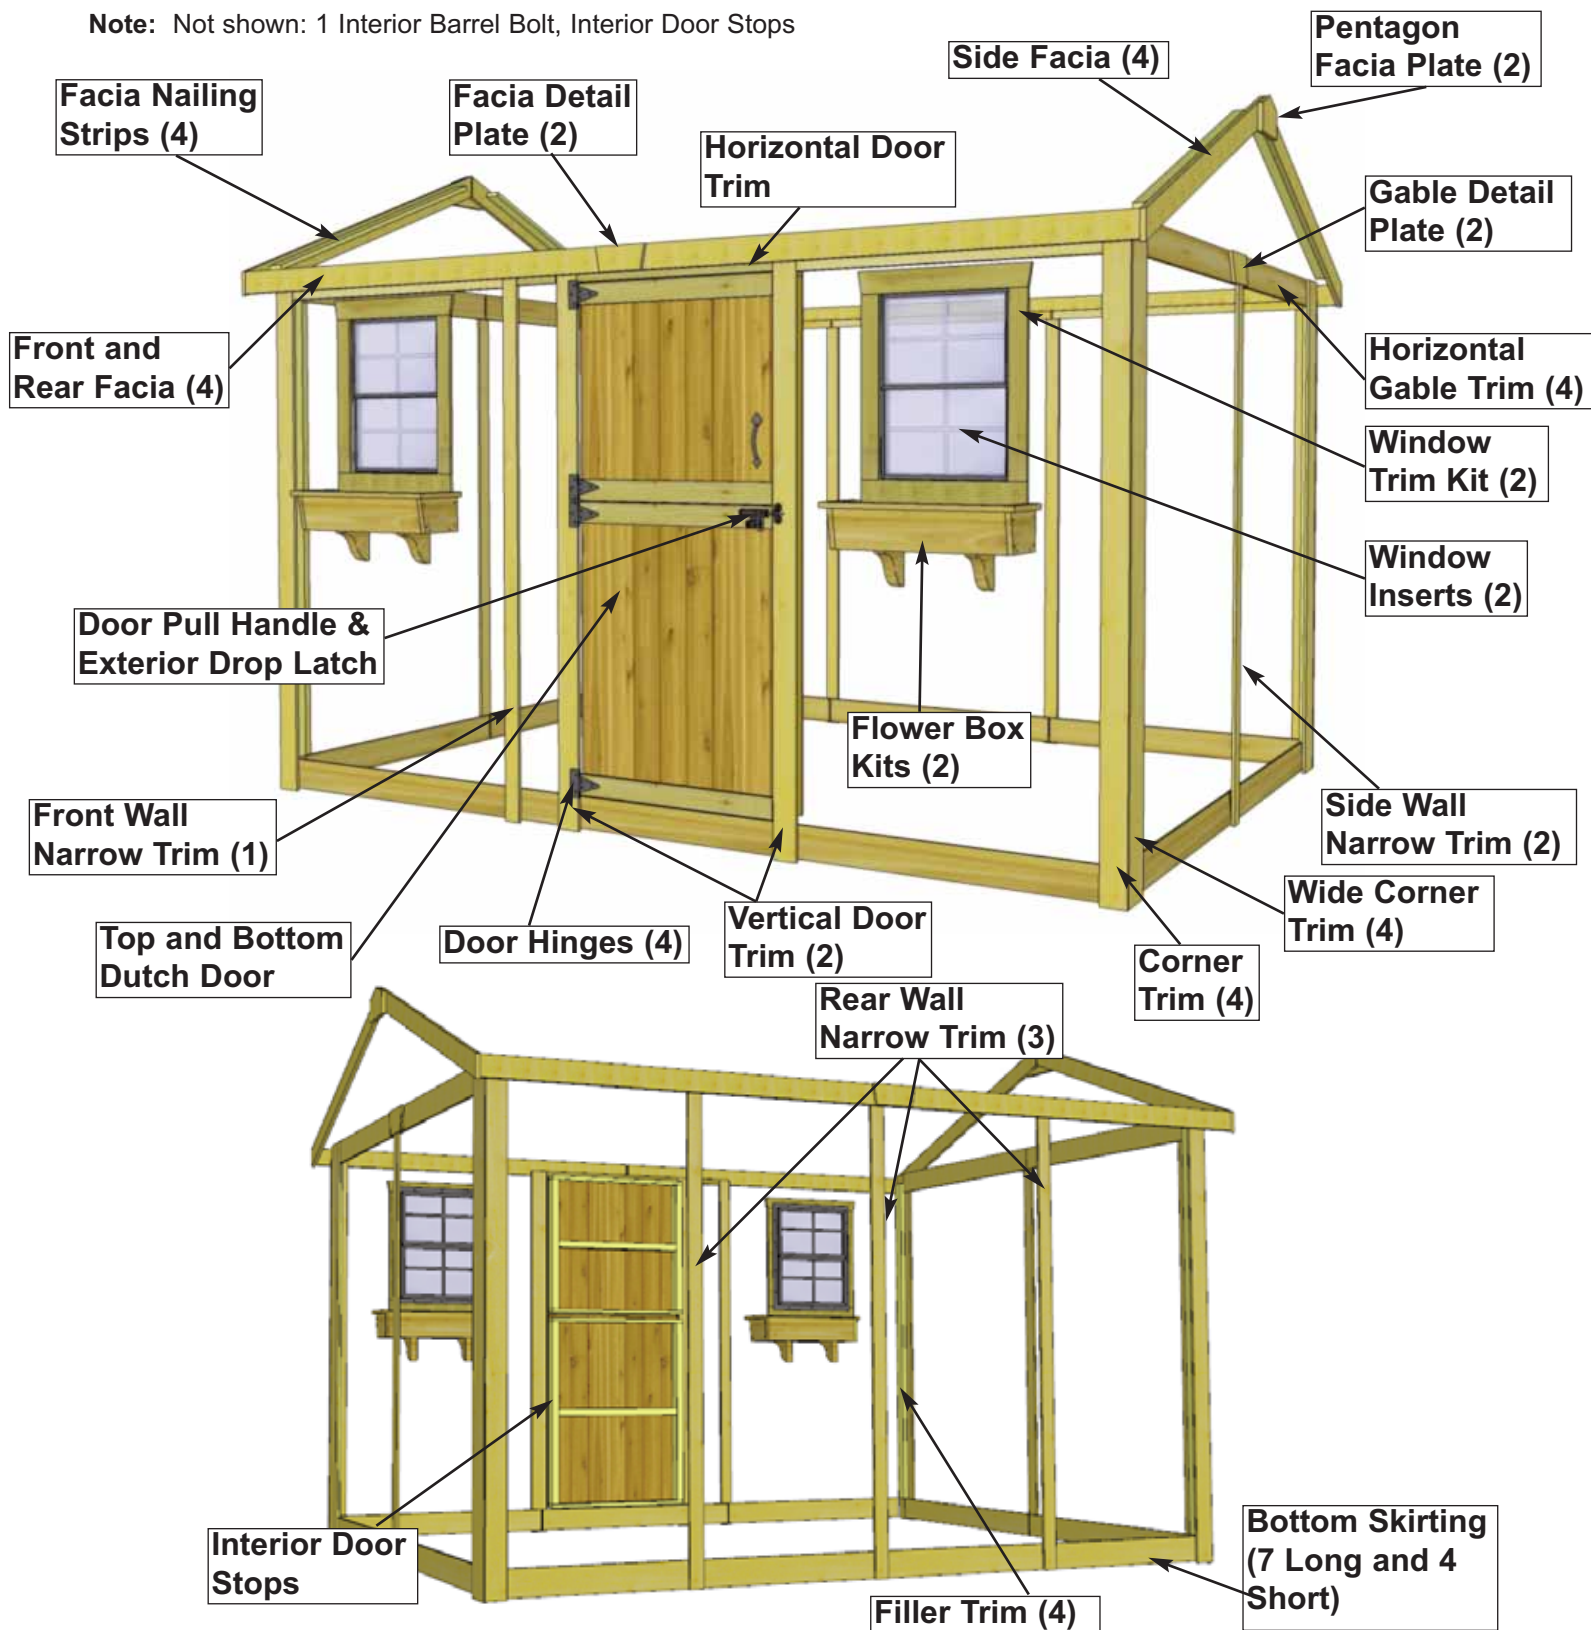 Note: Not shown: 1 Interior Barrel Bolt, Interior Door Stops
Side Facia (4)
Pentagon
Facia Plate (2)
Facia Nailing
Strips (4)
Facia Detail
Plate (2)
Horizontal Door
Trim
Gable Detail
Plate (2)
Front and
Rear Facia (4)
Horizontal
Gable Trim (4)
Window
Trim Kit (2)
Window
Inserts (2)
Door Pull Handle &
Exterior Drop Latch
Flower Box
Kits (2)
Front Wall
Narrow Trim (1)
Side Wall
Narrow Trim (2)
Top and Bottom
Dutch Door
Door Hinges (4)
Vertical Door
Trim (2)
Wide Corner
Trim (4)
Corner
Trim (4)
Rear Wall
Narrow Trim (3)
Interior Door
Stops
Filler Trim (4)
Bottom Skirting
(7 Long and 4
Short)